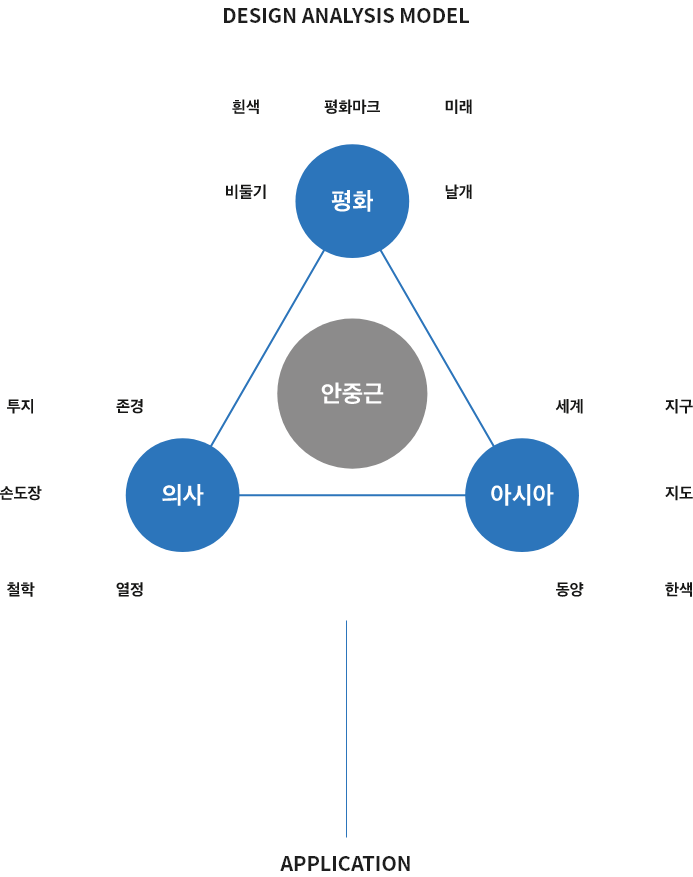 DESIGN ANALYSIS MODEL
흰색 평화마크 미래
비둘기 평화 날개
안중근
투지 존경 세계 지구
손도장 의사 아시아 지도
철학 열정 동양 한색
APPLICATION